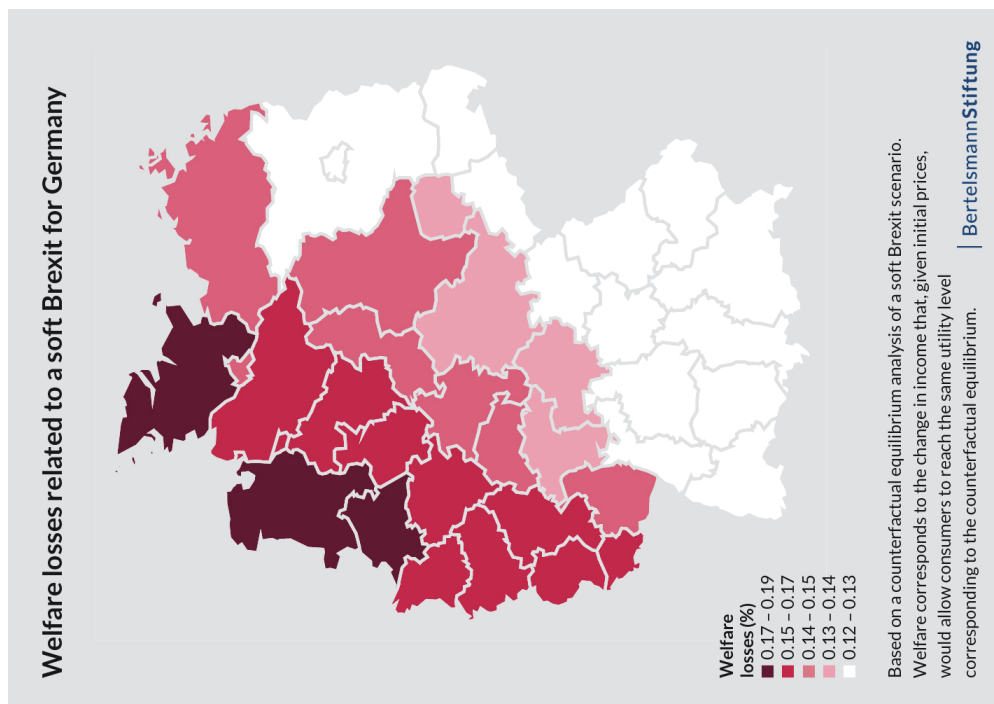 Welfare losses related to a soft Brexit for Germany
Welfare
losses (%)
0.17 – 0.19
0.15 – 0.17
0.14 – 0.15
0.13 – 0.14
0.12 – 0.13
Based on a counterfactual equilibrium analysis of a soft Brexit scenario.
Welfare corresponds to the change in income that, given initial prices,
would allow consumers to reach the same utility level
corresponding to the counterfactual equilibrium.
BertelsmannStiftung